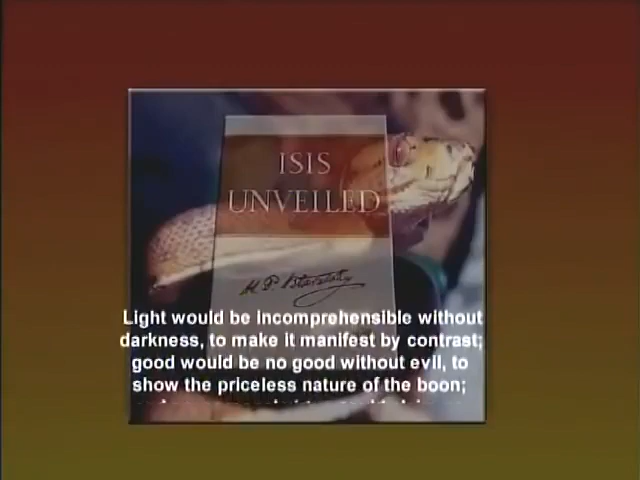 ISIS
UNVEILED
H. P. Blavatsky
Light would be incomprehensible without
darkness, to make it manifest by contrast;
good would be no good without evil, to
show the priceless nature of the boon;